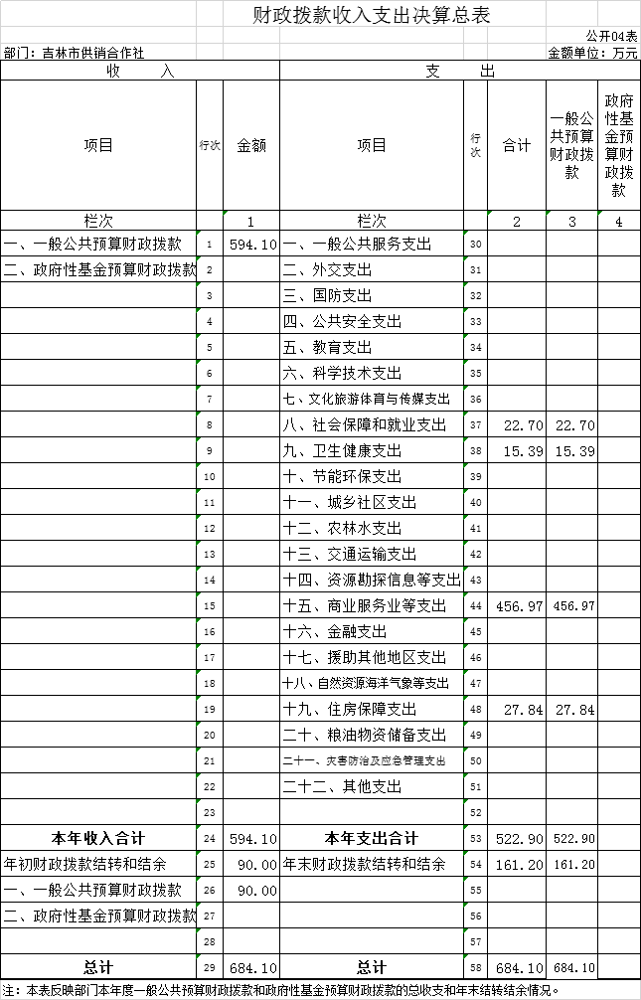 财政拨款收入支出决算总表
公开04表
部门：吉林市供销合作社 金额单位：万元
收 入 支 出
项目 行次 金额 项目 行次 合计 一般公共预算财政拨款 政府性基金预算财政拨款
栏次 1 栏次 2 3 4
一、一般公共预算财政拨款 1 594.10 一、一般公共服务支出 30
二、政府性基金预算财政拨款 2 二、外交支出 31
3 三、国防支出 32
4 四、公共安全支出 33
5 五、教育支出 34
6 六、科学技术支出 35
7 七、文化旅游体育与传媒支出 36
8 八、社会保障和就业支出 37 22.70 22.70
9 九、卫生健康支出 38 15.39 15.39
10 十、节能环保支出 39
11 十一、城乡社区支出 40
12 十二、农林水支出 41
13 十三、交通运输支出 42
14 十四、资源勘探信息等支出 43
15 十五、商业服务业等支出 44 456.97 456.97
16 十六、金融支出 45
17 十七、援助其他地区支出 46
18 十八、自然资源海洋气象等支出 47
19 十九、住房保障支出 48 27.84 27.84
20 二十、粮油物资储备支出 49
21 二十一、灾害防治及应急管理支出 50
22 二十二、其他支出 51
23 52
本年收入合计 24 594.10 本年支出合计 53 522.90 522.90
年初财政拨款结转和结余 25 90.00 年末财政拨款结转和结余 54 161.20 161.20
一、一般公共预算财政拨款 26 90.00 55
二、政府性基金预算财政拨款 27 56
28 57
总计 29 684.10 总计 58 684.10 684.10
注：本表反映部门本年度一般公共预算财政拨款和政府性基金预算财政拨款的总收支和年末结转结余情况。